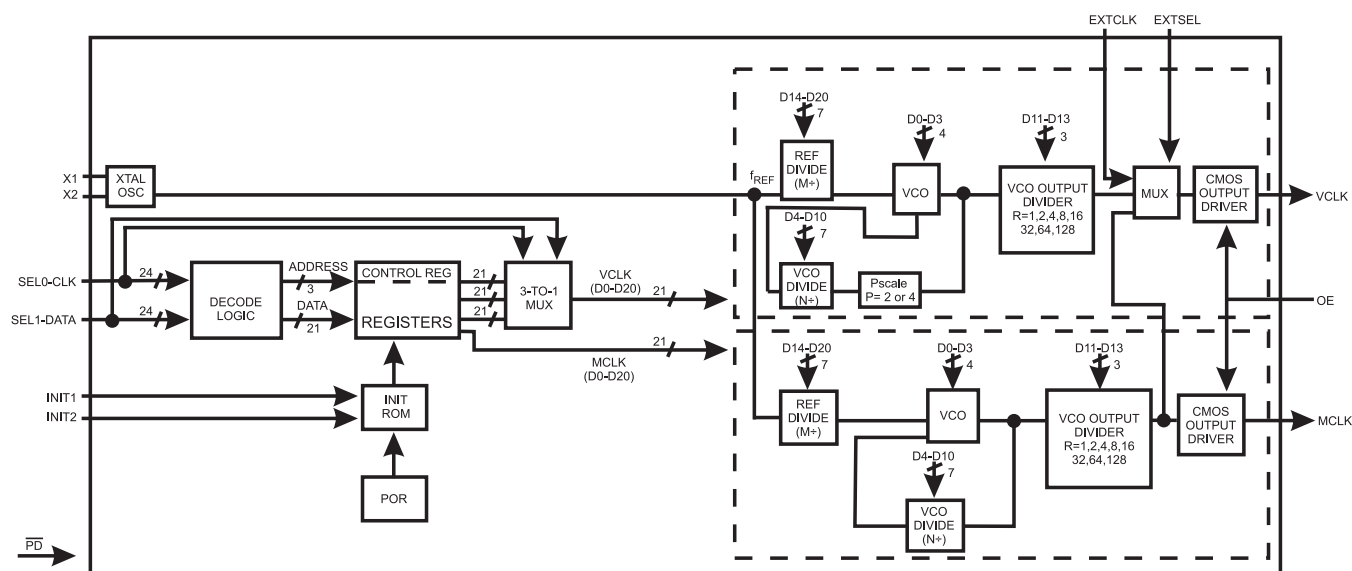 EXTCLK EXTSEL
D14-D20
7
D0-D3
4
D11-D13
3
X1
X2
XTAL
OSC
fREF
REF
DIVIDE
(M÷)
VCO
VCO OUTPUT
DIVIDER
R=1,2,4,8,16
32,64,128
MUX
CMOS
OUTPUT
DRIVER
VCLK
D4-D10
7
VCO
DIVIDE
(N÷)
Pscale
P= 2 or 4
SEL0-CLK
24
SEL1-DATA
24
DECODE
LOGIC
ADDRESS
3
DATA
21
CONTROL REG
REGISTERS
21
21
21
3-TO-1
MUX
VCLK
(D0-D20)
21
OE
MCLK
(D0-D20)
21
INIT1
INIT2
INIT
ROM
POR
D14-D20
7
D0-D3
4
D11-D13
3
REF
DIVIDE
(M÷)
VCO
VCO OUTPUT
DIVIDER
R=1,2,4,8,16
32,64,128
CMOS
OUTPUT
DRIVER
MCLK
D4-D10
7
VCO
DIVIDE
(N÷)
PD